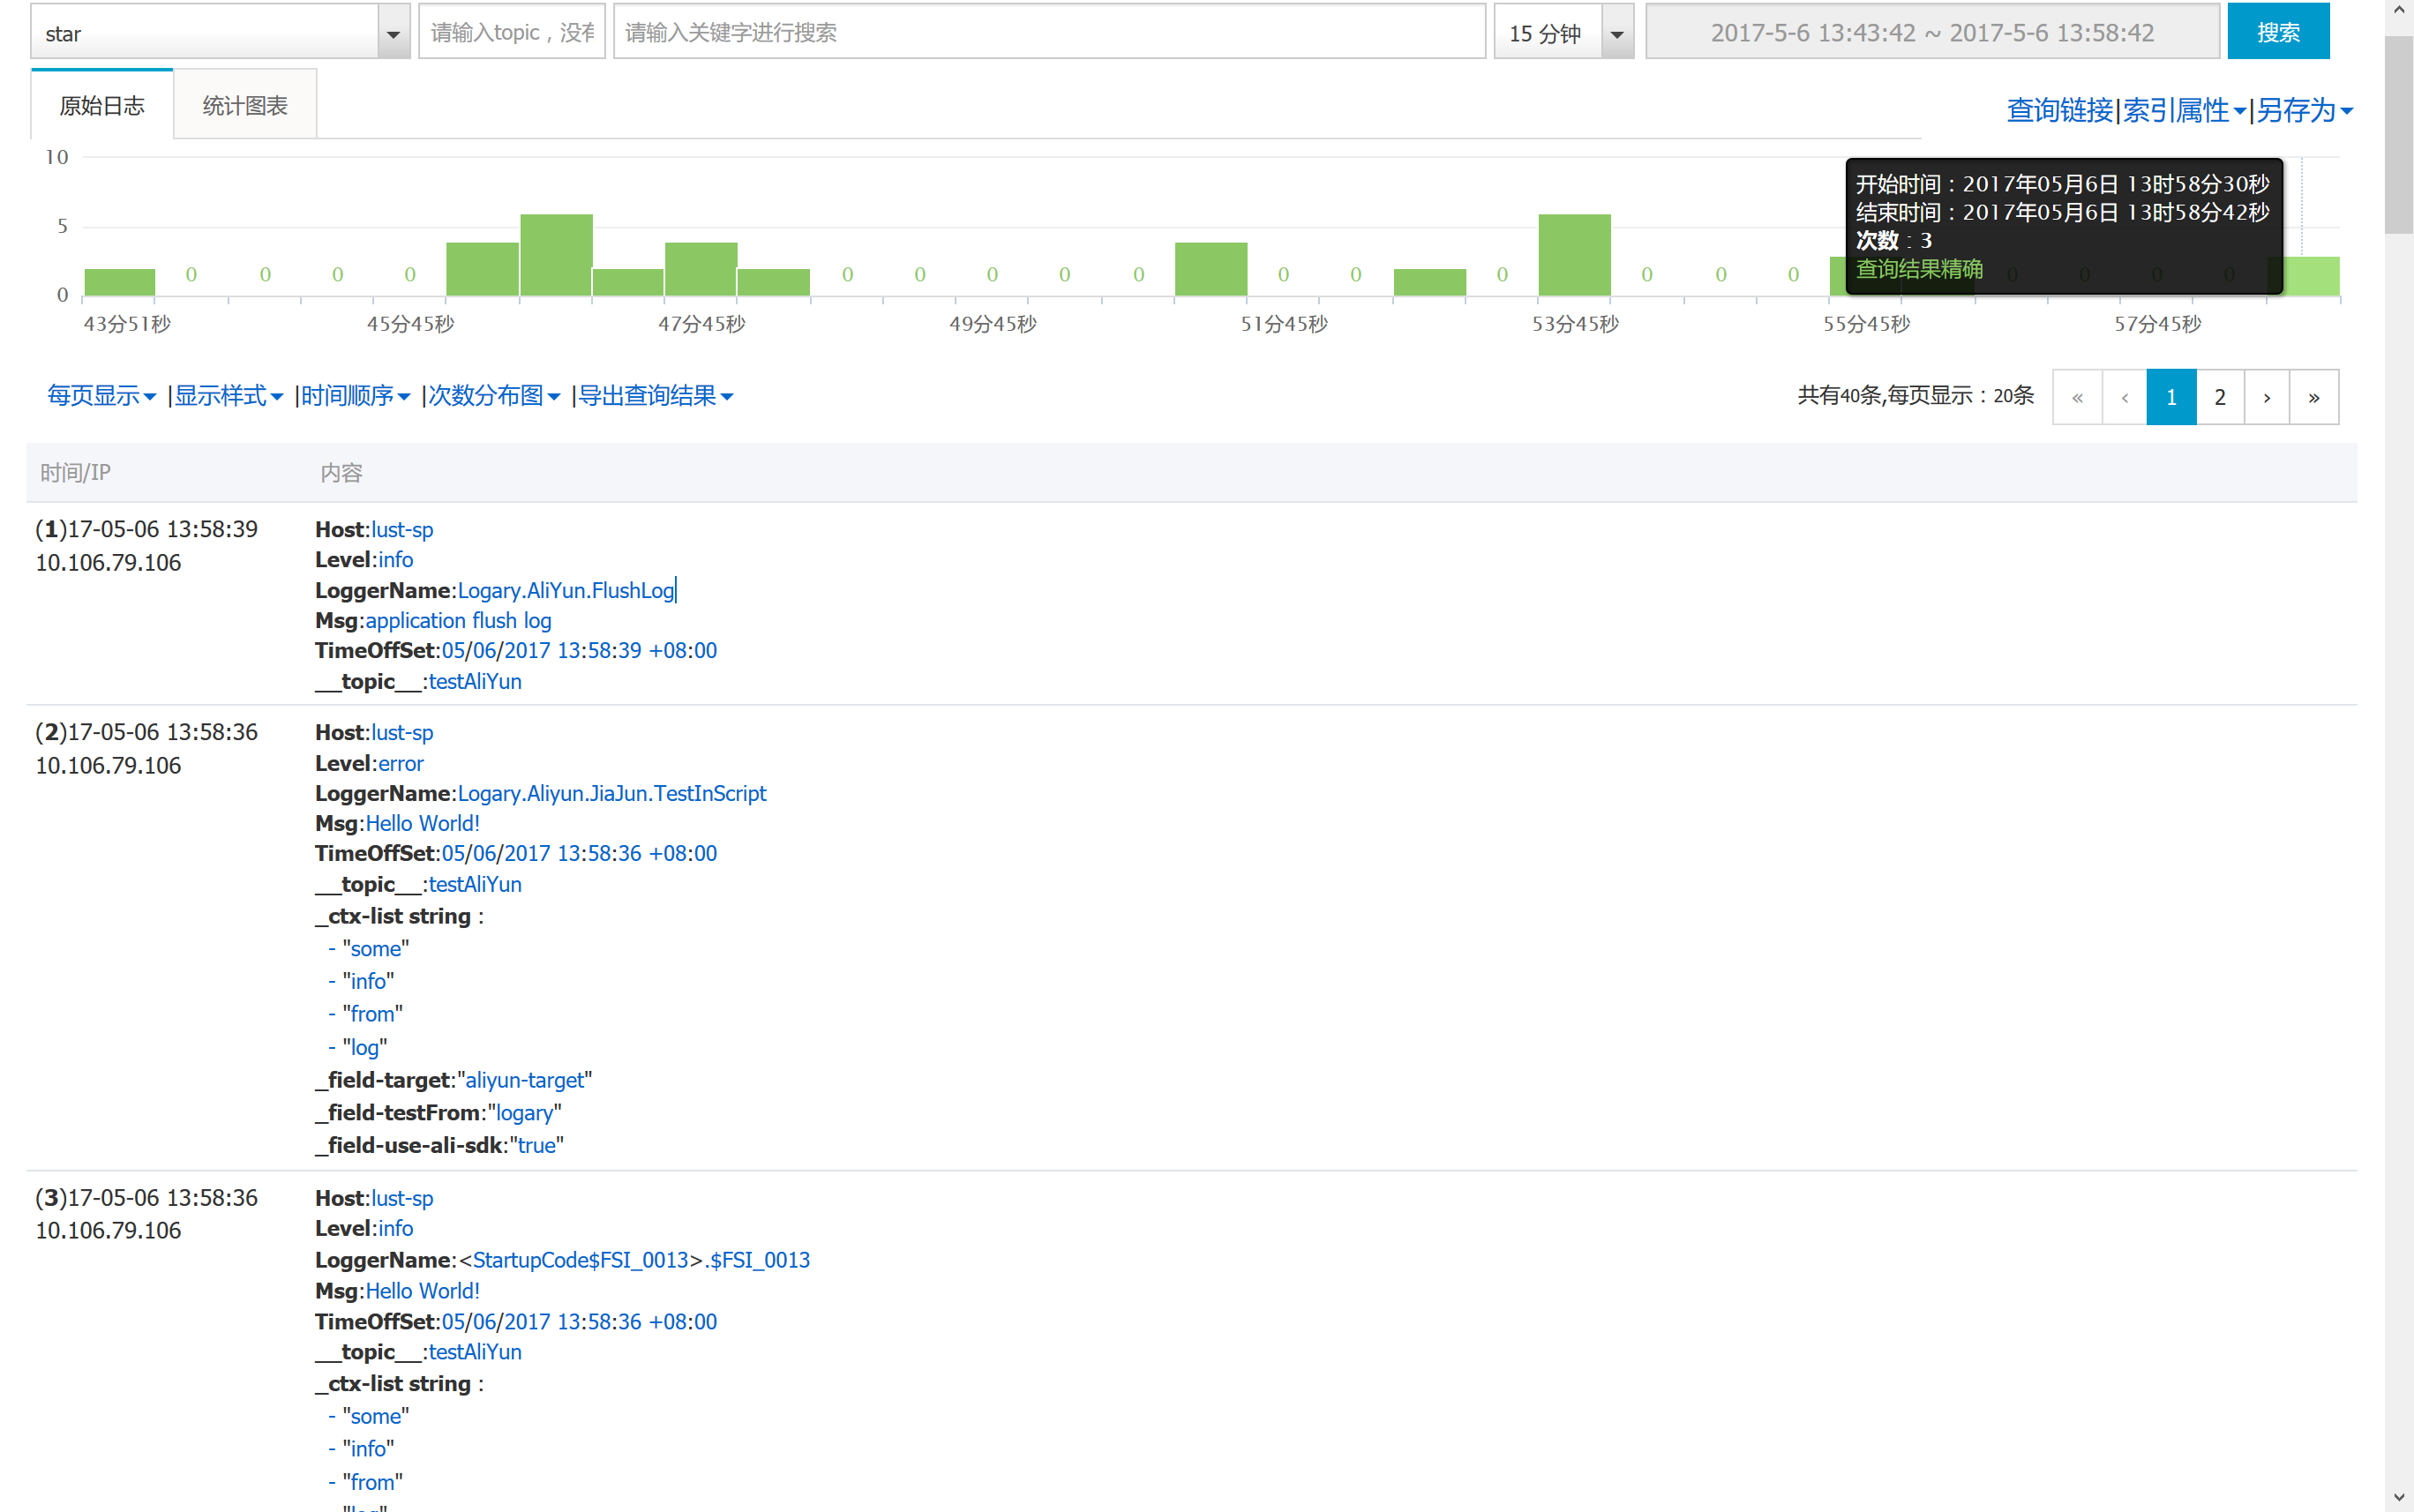 star 请输入topic，没有 请输入关键字进行搜索 15 分钟 2017-5-6 13:43:42 ~ 2017-5-6 13:58:42 搜索
原始日志 统计图表 查询链接|索引属性|另存为
10
5
0
0 0 0 0 0 0 0 0 0 0 0 0 0 0 0 0 0 0 0
开始时间：2017年05月6日 13时58分30秒
结束时间：2017年05月6日 13时58分42秒
次数：3
查询结果精确
43分51秒 45分45秒 47分45秒 49分45秒 51分45秒 53分45秒 55分45秒 57分45秒
每页显示 |显示样式 |时间顺序 |次数分布图 |导出查询结果 共有40条,每页显示：20条 « ‹ 1 2 › »
时间/IP 内容
(1)17-05-06 13:58:39
10.106.79.106
Host:lust-sp
Level:info
LoggerName:Logary.AliYun.FlushLog
Msg:application flush log
TimeOffSet:05/06/2017 13:58:39 +08:00
__topic__:testAliYun
(2)17-05-06 13:58:36
10.106.79.106
Host:lust-sp
Level:error
LoggerName:Logary.Aliyun.JiaJun.TestInScript
Msg:Hello World!
TimeOffSet:05/06/2017 13:58:36 +08:00
__topic__:testAliYun
_ctx-list string :
- "some"
- "info"
- "from"
- "log"
_field-target:"aliyun-target"
_field-testFrom:"logary"
_field-use-ali-sdk:"true"
(3)17-05-06 13:58:36
10.106.79.106
Host:lust-sp
Level:info
LoggerName:<StartupCode$FSI_0013>.$FSI_0013
Msg:Hello World!
TimeOffSet:05/06/2017 13:58:36 +08:00
__topic__:testAliYun
_ctx-list string :
- "some"
- "info"
- "from"